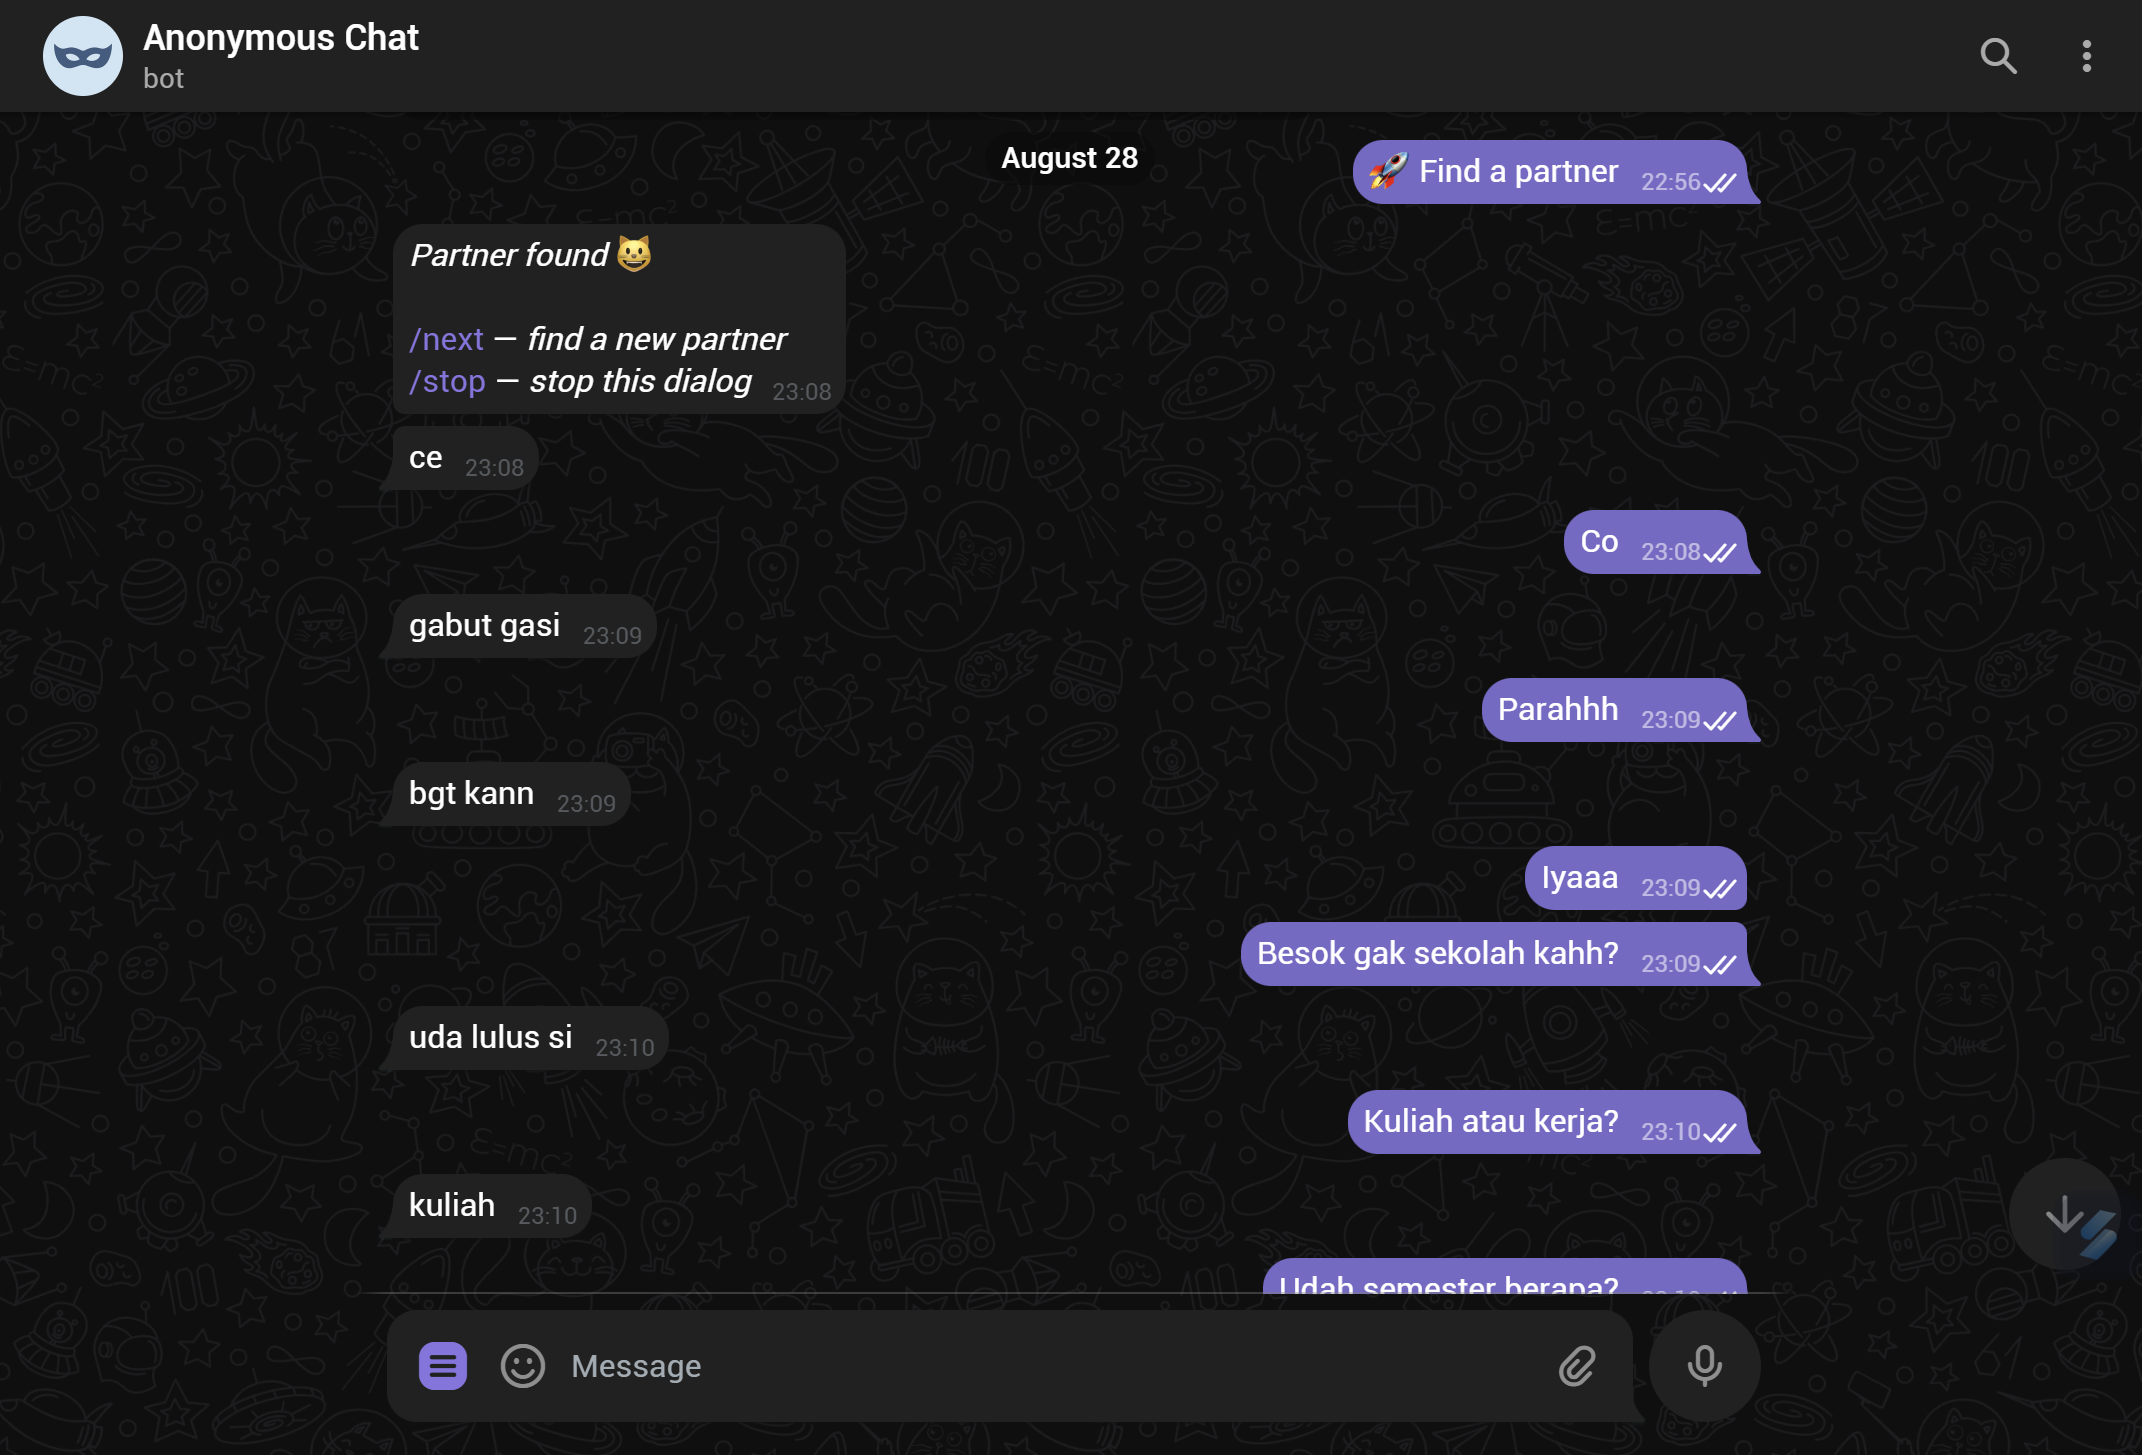 Anonymous Chat
bot
August 28
🚀 Find a partner 22:56
Partner found 😺
/next — find a new partner
/stop — stop this dialog 23:08
ce 23:08
Co 23:08
gabut gasi 23:09
Parahhh 23:09
bgt kann 23:09
Iyaaa 23:09
Besok gak sekolah kahh? 23:09
uda lulus si 23:10
Kuliah atau kerja? 23:10
kuliah 23:10
Udah semester berapa?
Message